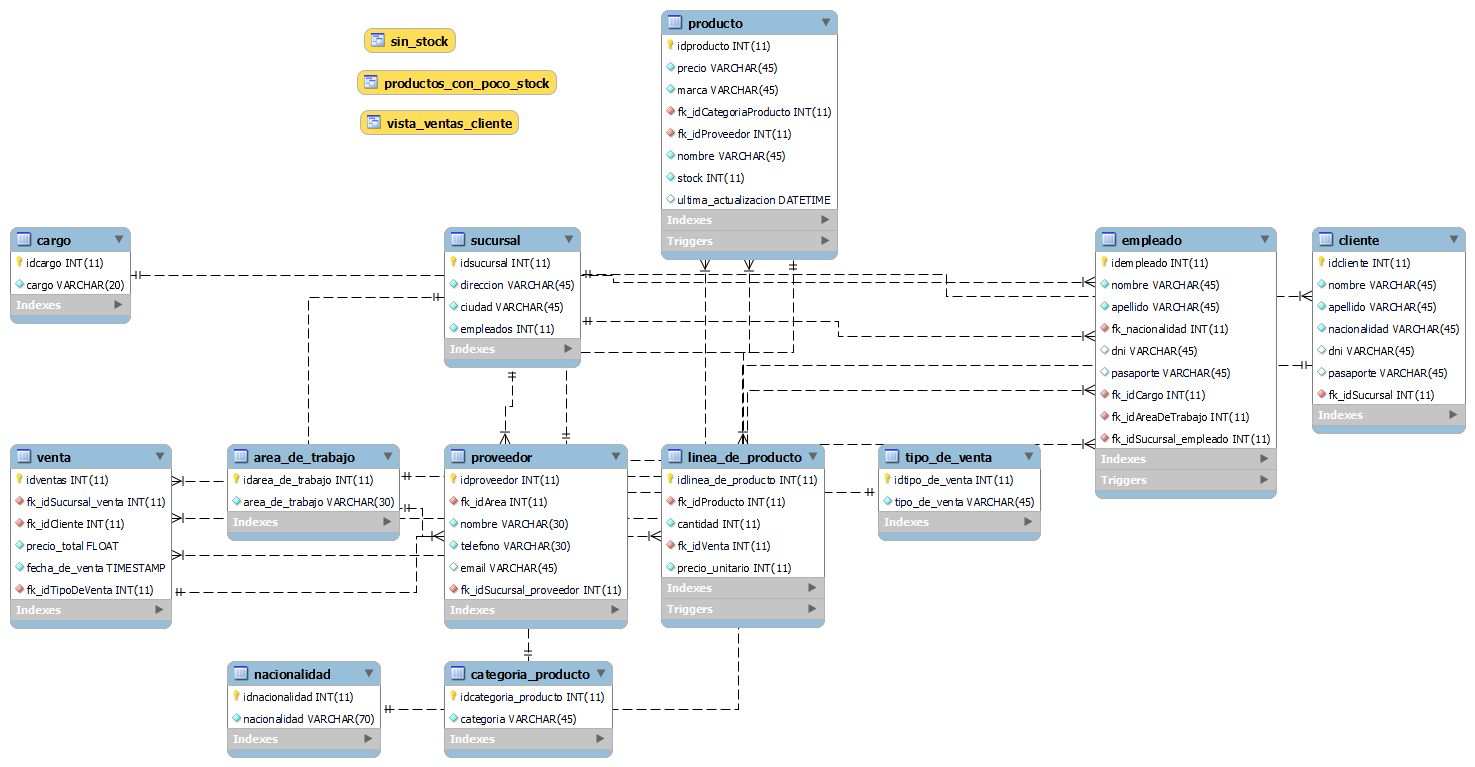 sin_stock
productos_con_poco_stock
vista_ventas_cliente
producto
idproducto INT(11)
precio VARCHAR(45)
marca VARCHAR(45)
fk_idCategoriaProducto INT(11)
fk_idProveedor INT(11)
nombre VARCHAR(45)
stock INT(11)
ultima_actualizacion DATETIME
Indexes
Triggers
cargo
idcargo INT(11)
cargo VARCHAR(20)
Indexes
sucursal
idsucursal INT(11)
direccion VARCHAR(45)
ciudad VARCHAR(45)
empleados INT(11)
Indexes
empleado
idempleado INT(11)
nombre VARCHAR(45)
apellido VARCHAR(45)
fk_nacionalidad INT(11)
dni VARCHAR(45)
pasaporte VARCHAR(45)
fk_idCargo INT(11)
fk_idAreaDeTrabajo INT(11)
fk_idSucursal_empleado INT(11)
Indexes
Triggers
cliente
idcliente INT(11)
nombre VARCHAR(45)
apellido VARCHAR(45)
nacionalidad VARCHAR(45)
dni VARCHAR(45)
pasaporte VARCHAR(45)
fk_idSucursal INT(11)
Indexes
venta
idventas INT(11)
fk_idSucursal_venta INT(11)
fk_idCliente INT(11)
precio_total FLOAT
fecha_de_venta TIMESTAMP
fk_idTipoDeVenta INT(11)
Indexes
area_de_trabajo
idarea_de_trabajo INT(11)
area_de_trabajo VARCHAR(30)
Indexes
proveedor
idproveedor INT(11)
fk_idArea INT(11)
nombre VARCHAR(30)
telefono VARCHAR(30)
email VARCHAR(45)
fk_idSucursal_proveedor INT(11)
Indexes
linea_de_producto
idlinea_de_producto INT(11)
fk_idProducto INT(11)
cantidad INT(11)
fk_idVenta INT(11)
precio_unitario INT(11)
Indexes
Triggers
tipo_de_venta
idtipo_de_venta INT(11)
tipo_de_venta VARCHAR(45)
Indexes
nacionalidad
idnacionalidad INT(11)
nacionalidad VARCHAR(70)
Indexes
categoria_producto
idcategoria_producto INT(11)
categoria VARCHAR(45)
Indexes